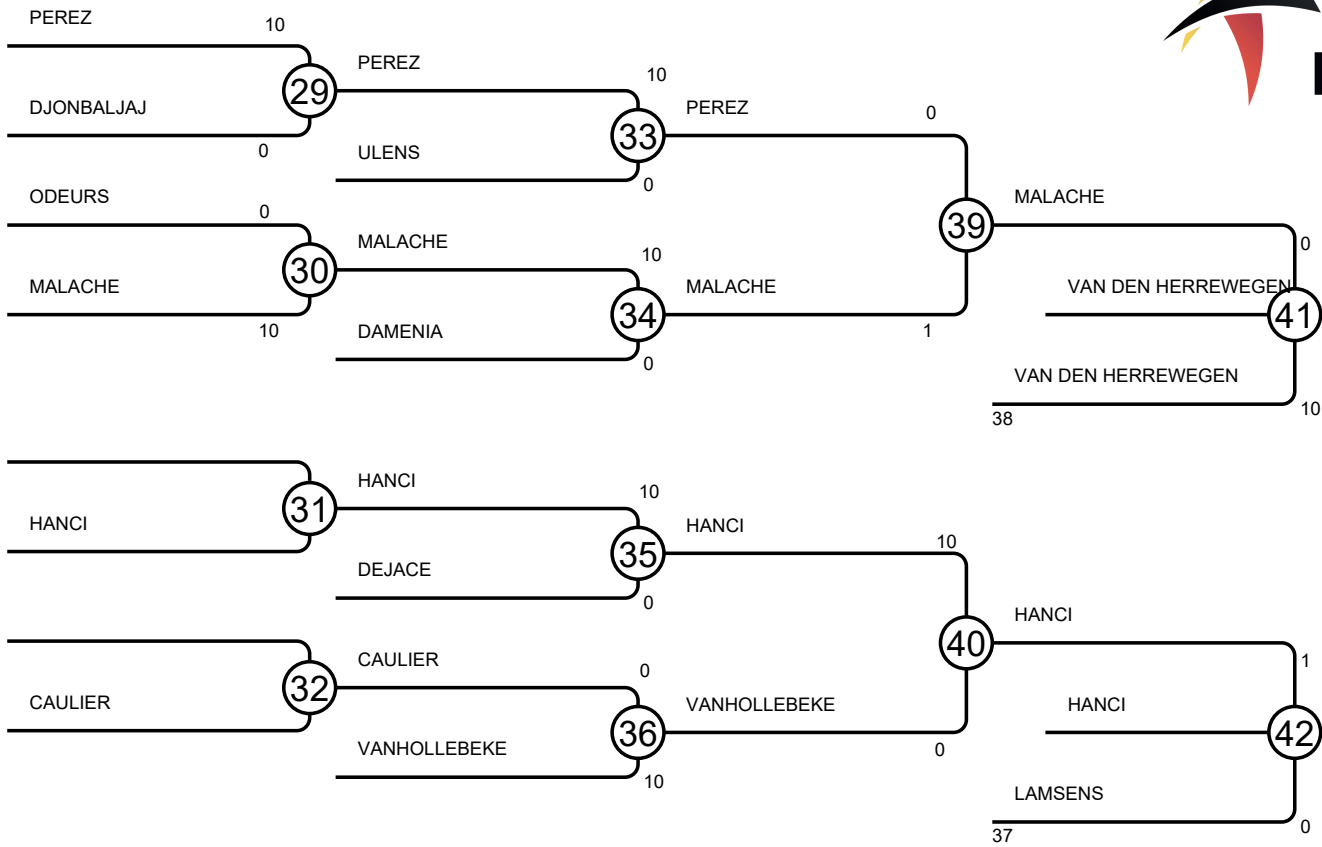 PEREZ
10
29
DJONBALJAJ
0
PEREZ
10
33
ULENS
0
ODEURS
0
30
MALACHE
10
MALACHE
10
34
DAMENIA
0
PEREZ
0
39
MALACHE
1
MALACHE
0
VAN DEN HERREWEGEN
41
VAN DEN HERREWEGEN
38
10
31
HANCI
HANCI
10
35
DEJACE
0
32
CAULIER
CAULIER
0
36
VANHOLLEBEKE
10
HANCI
10
40
VANHOLLEBEKE
0
HANCI
1
HANCI
42
LAMSENS
37
0